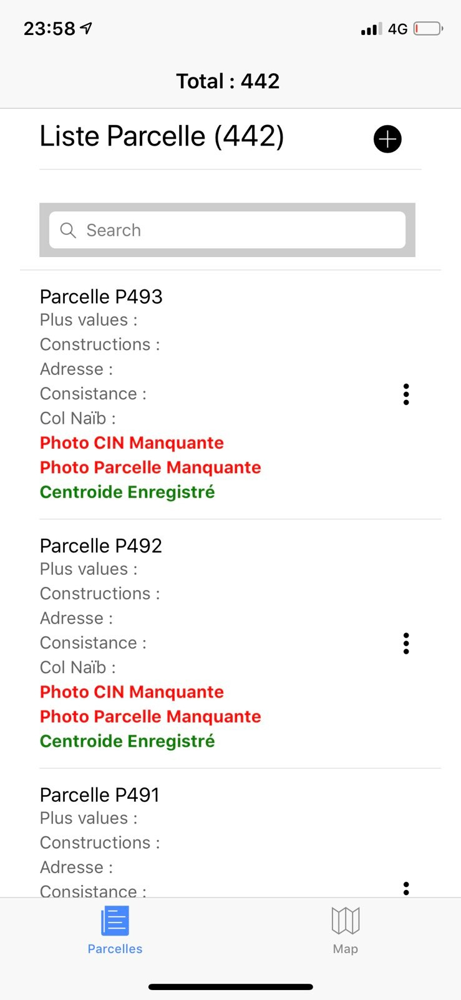 23:58
4G
Total : 442
Liste Parcelle (442)
Search
Parcelle P493
Plus values :
Constructions :
Adresse :
Consistance :
Col Naïb :
Photo CIN Manquante
Photo Parcelle Manquante
Centroide Enregistré
Parcelle P492
Plus values :
Constructions :
Adresse :
Consistance :
Col Naïb :
Photo CIN Manquante
Photo Parcelle Manquante
Centroide Enregistré
Parcelle P491
Plus values :
Constructions :
Adresse :
Consistance :
Parcelles
Map